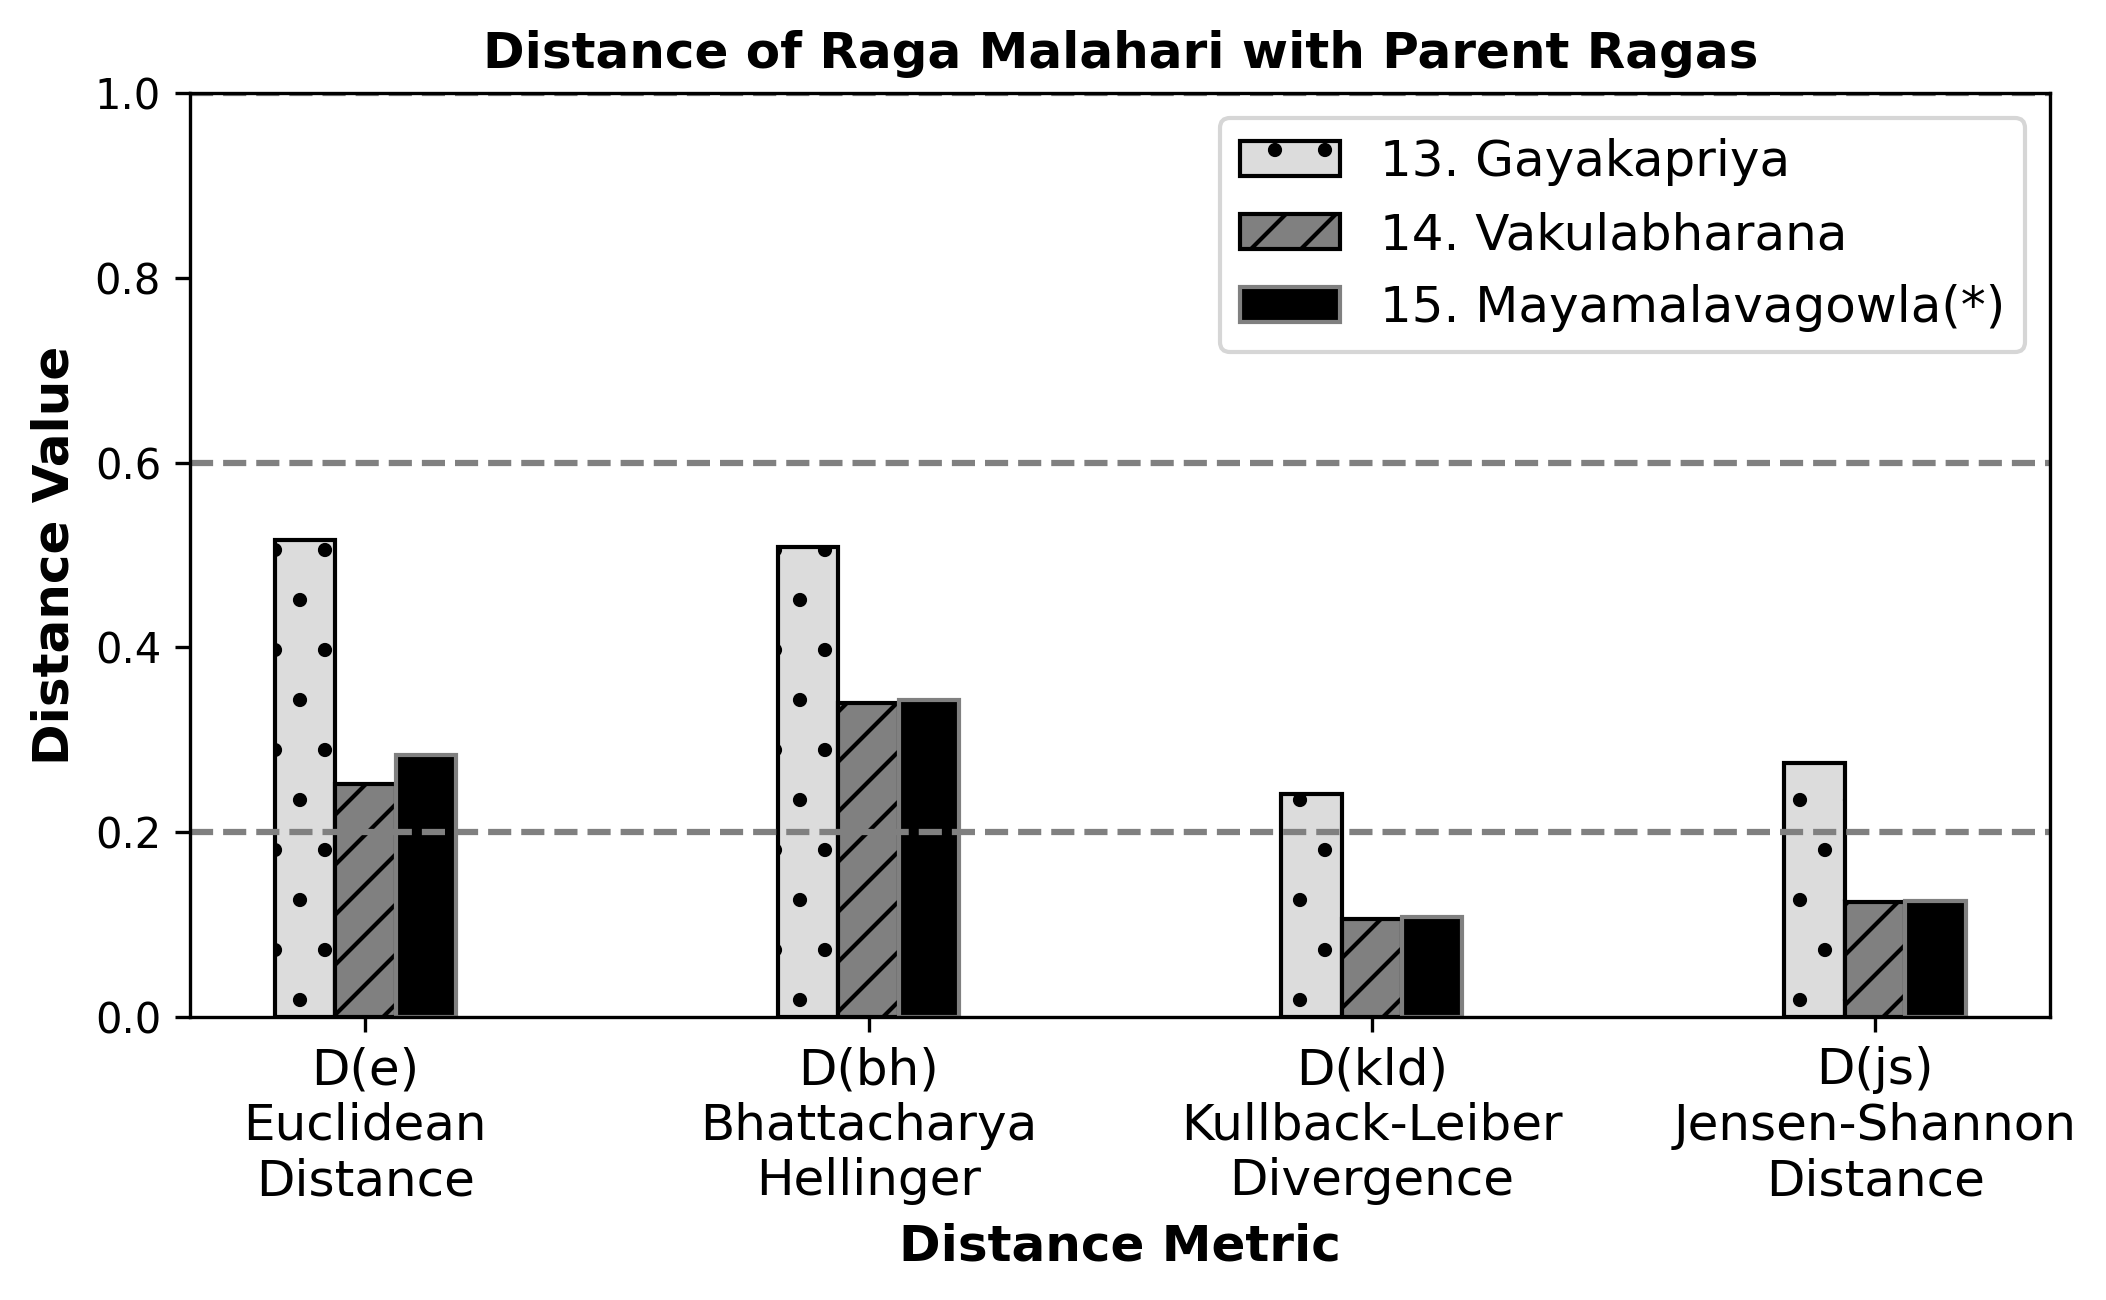 Distance of Raga Malahari with Parent Ragas
1.0
0.8
0.6
0.4
0.2
0.0
Distance Value
13. Gayakapriya
14. Vakulabharana
15. Mayamalavagowla(*)
D(e)
Euclidean
Distance
D(bh)
Bhattacharya
Hellinger
D(kld)
Kullback-Leiber
Divergence
D(js)
Jensen-Shannon
Distance
Distance Metric